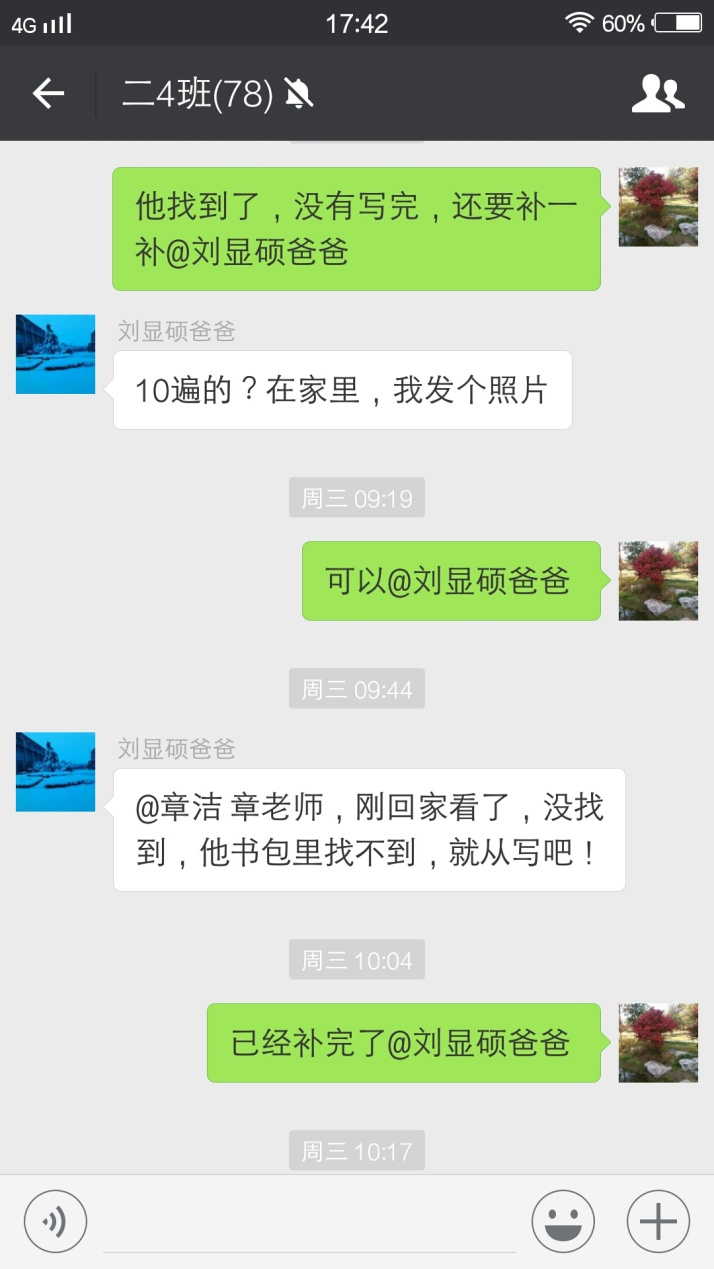 4G 17:42 60%
二4班(78)
他找到了，没有写完，还要补一
补@刘显硕爸爸
刘显硕爸爸
10遍的？在家里，我发个照片
周三 09:19
可以@刘显硕爸爸
周三 09:44
刘显硕爸爸
@章洁 章老师，刚回家看了，没找
到，他书包里找不到，就从写吧！
周三 10:04
已经补完了@刘显硕爸爸
周三 10:17